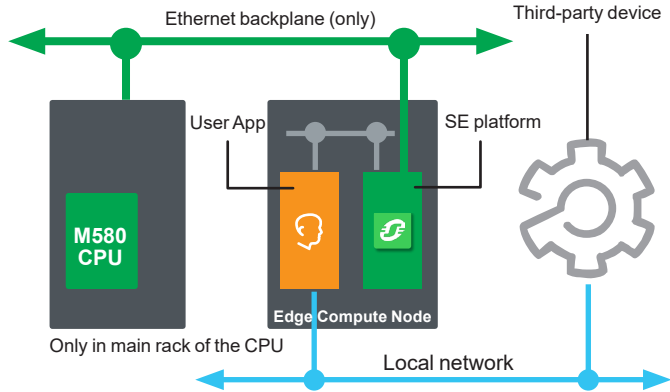 Ethernet backplane (only)
Third-party device
User App
SE platform
M580
CPU
Edge Compute Node
Only in main rack of the CPU
Local network